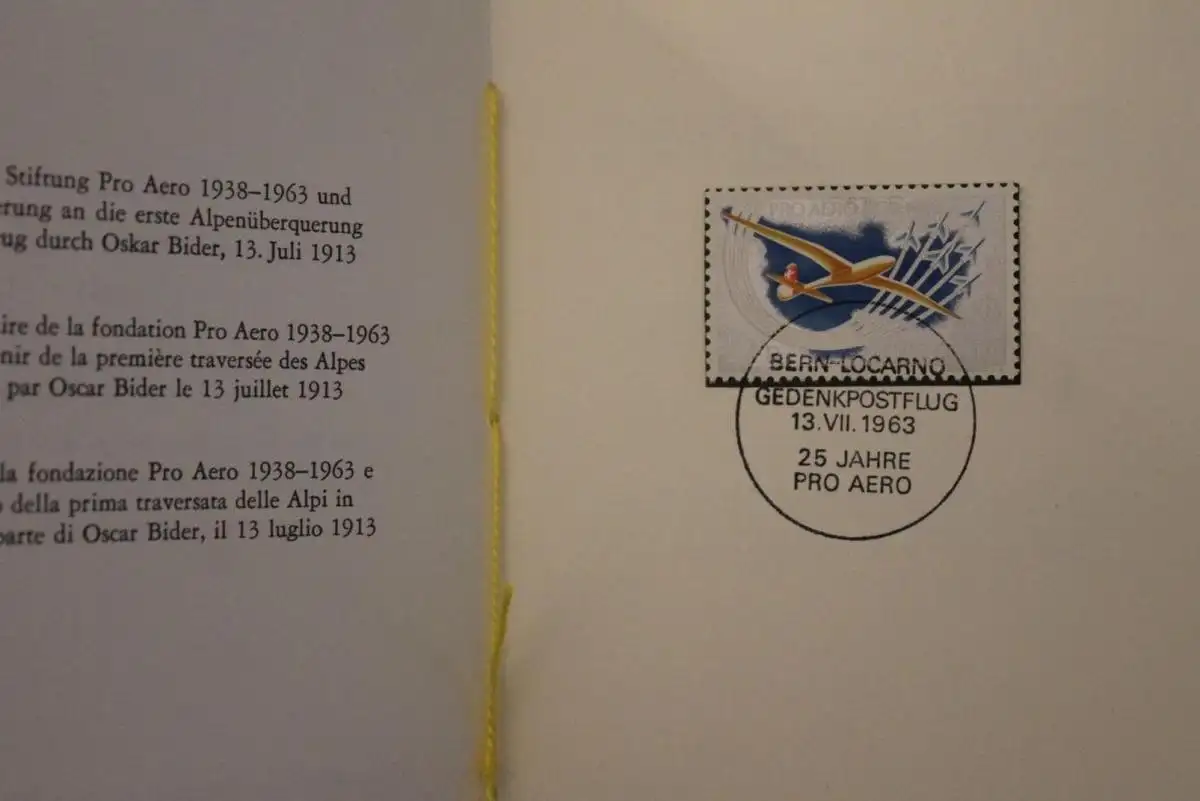 Stiftung Pro Aero 1938–1963 und
erung an die erste Alpenüberquerung
ug durch Oskar Bider, 13. Juli 1913
ire de la fondation Pro Aero 1938–1963
nir de la première traversée des Alpes
par Oscar Bider le 13 juillet 1913
la fondazione Pro Aero 1938–1963 e
della prima traversata delle Alpi in
parte di Oscar Bider, il 13 luglio 1913
PRO AERO
BERN–LOCARNO
GEDENKPOSTFLUG
13.VII.1963
25 JAHRE
PRO AERO